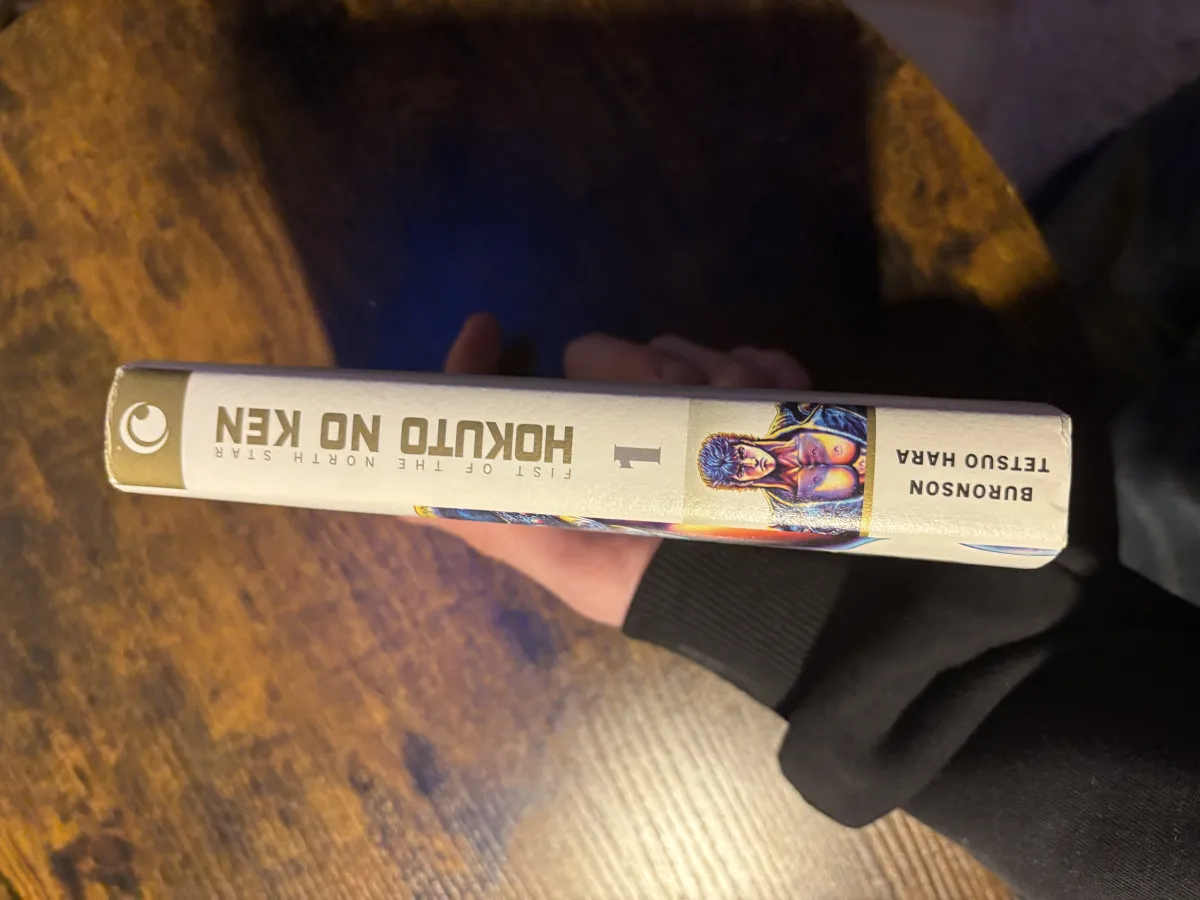 BURONSON
TETSUO HARA
1
FIST OF THE NORTH STAR
HOKUTO NO KEN